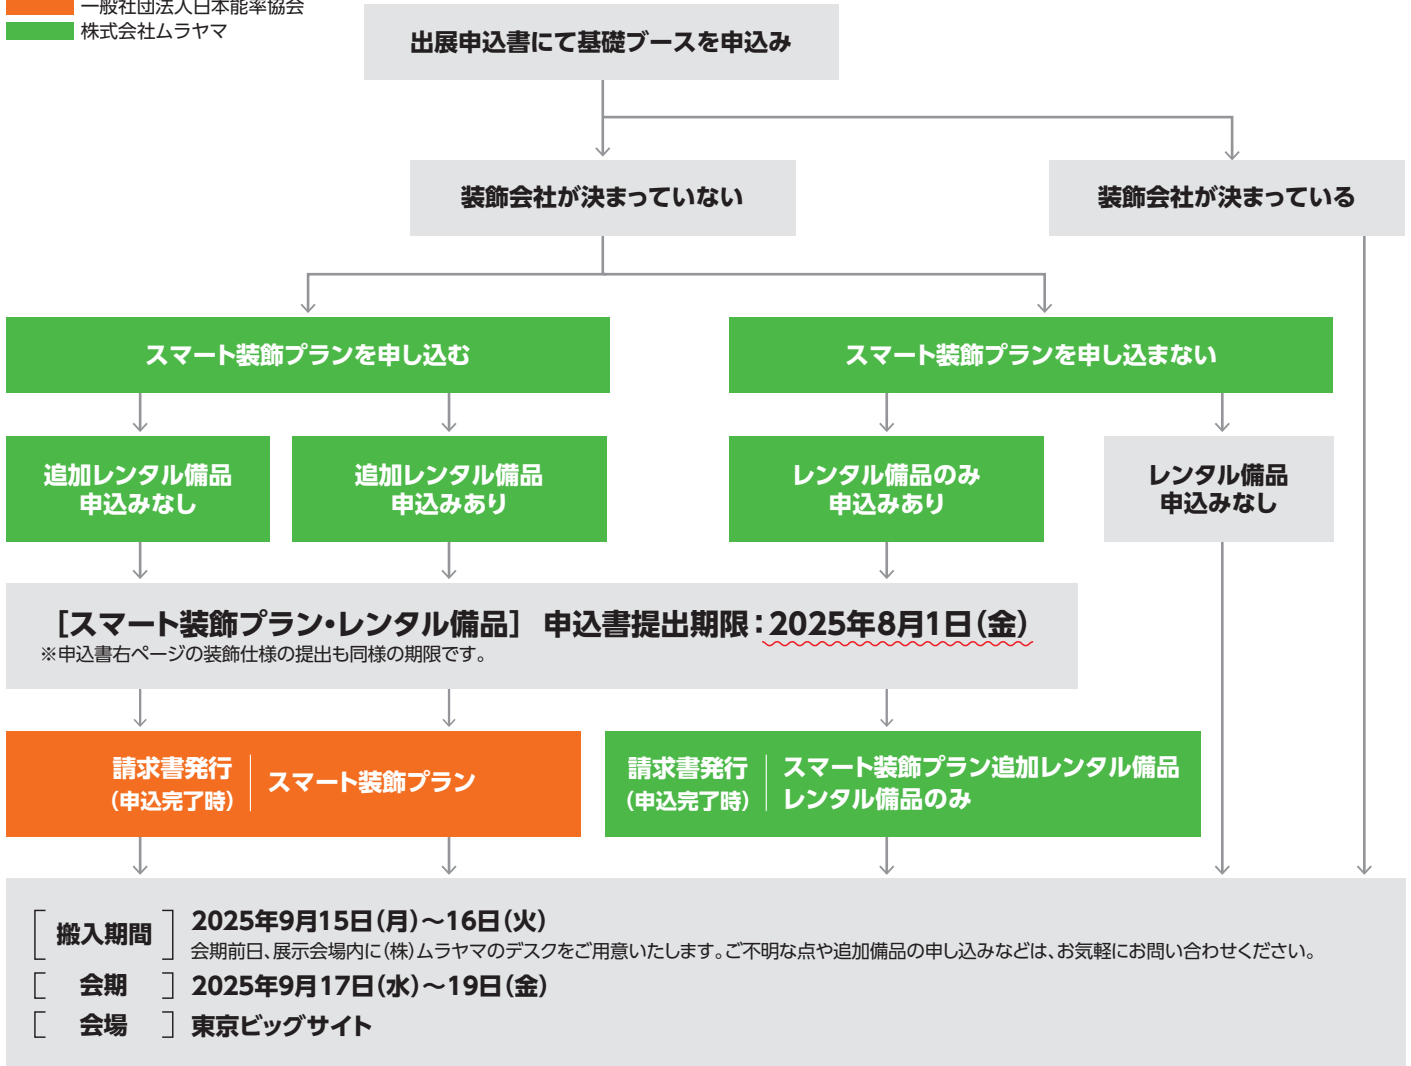 一般社団法人日本能率協会
株式会社ムラヤマ
出展申込書にて基礎ブースを申込み
装飾会社が決まっていない
装飾会社が決まっている
スマート装飾プランを申し込む
スマート装飾プランを申し込まない
追加レンタル備品
申込みなし
追加レンタル備品
申込みあり
レンタル備品のみ
申込みあり
レンタル備品
申込みなし
［スマート装飾プラン・レンタル備品］ 申込書提出期限：2025年8月1日（金）
※申込書右ページの装飾仕様の提出も同様の期限です。
請求書発行
（申込完了時）
スマート装飾プラン
請求書発行
（申込完了時）
スマート装飾プラン追加レンタル備品
レンタル備品のみ
［搬入期間］ 2025年9月15日（月）～16日（火）
会期前日、展示会場内に（株）ムラヤマのデスクをご用意いたします。ご不明な点や追加備品の申し込みなどは、お気軽にお問い合わせください。
［会期］ 2025年9月17日（水）～19日（金）
［会場］ 東京ビッグサイト